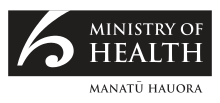 MINISTRY OF
HEALTH
MANATŪ HAUORA